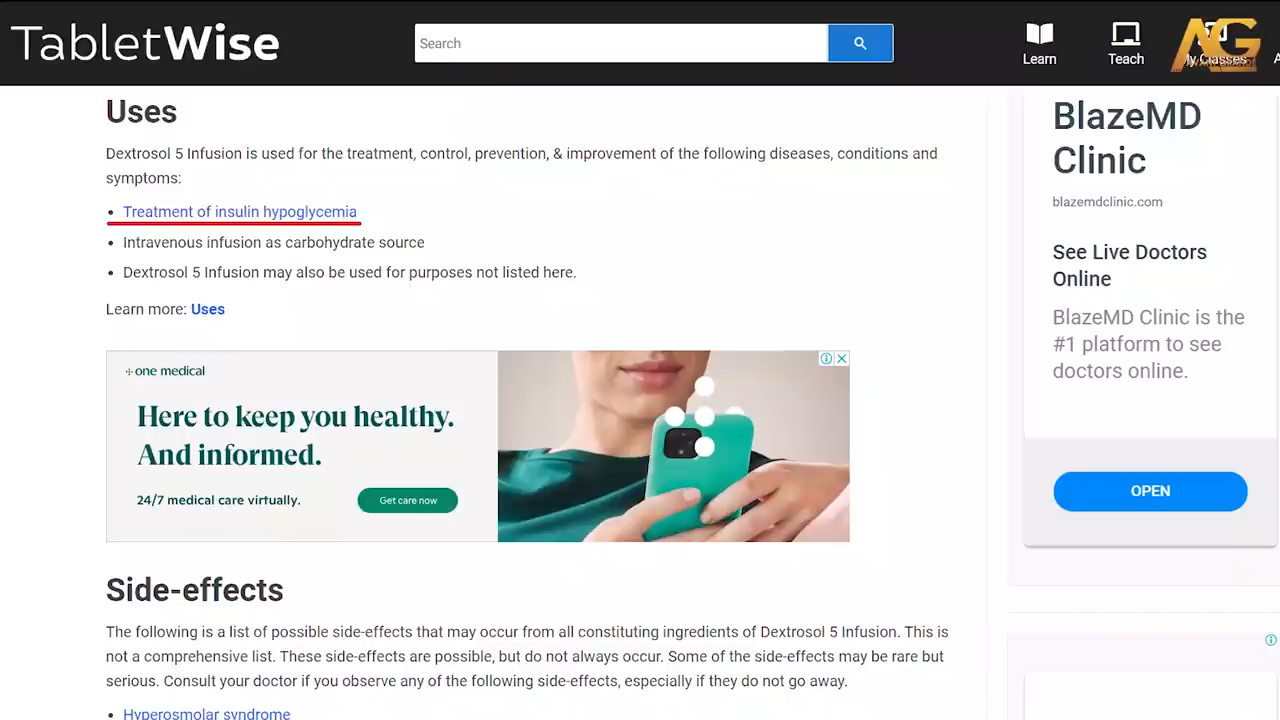 TabletWise
Search
Learn
Teach
My Classes
AG
Uses
Dextrosol 5 Infusion is used for the treatment, control, prevention, & improvement of the following diseases, conditions and
symptoms:
• Treatment of insulin hypoglycemia
• Intravenous infusion as carbohydrate source
• Dextrosol 5 Infusion may also be used for purposes not listed here.
Learn more: Uses
one medical
Here to keep you healthy.
And informed.
24/7 medical care virtually.
Get care now
Side-effects
The following is a list of possible side-effects that may occur from all constituting ingredients of Dextrosol 5 Infusion. This is
not a comprehensive list. These side-effects are possible, but do not always occur. Some of the side-effects may be rare but
serious. Consult your doctor if you observe any of the following side-effects, especially if they do not go away.
• Hyperosmolar syndrome
BlazeMD
Clinic
blazemdclinic.com
See Live Doctors
Online
BlazeMD Clinic is the
#1 platform to see
doctors online.
OPEN